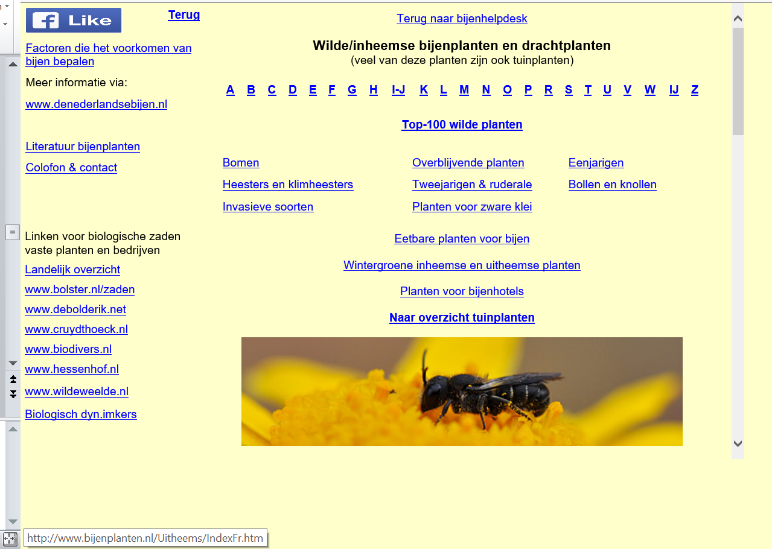 Like
Terug
Factoren die het voorkomen van
bijen bepalen
Meer informatie via:
www.denederlandsebijen.nl
Literatuur bijenplanten
Colofon & contact
Linken voor biologische zaden
vaste planten en bedrijven
Landelijk overzicht
www.bolster.nl/zaden
www.debolderik.net
www.cruydthoeck.nl
www.biodivers.nl
www.hessenhof.nl
www.wildeweelde.nl
Biologisch dyn.imkers
Terug naar bijenhelpdesk
Wilde/inheemse bijenplanten en drachtplanten
(veel van deze planten zijn ook tuinplanten)
A B C D E F G H I-J K L M N O P R S T U V W IJ Z
Top-100 wilde planten
Bomen Overblijvende planten Eenjarigen
Heesters en klimheesters Tweejarigen & ruderale Bollen en knollen
Invasieve soorten Planten voor zware klei
Eetbare planten voor bijen
Wintergroene inheemse en uitheemse planten
Planten voor bijenhotels
Naar overzicht tuinplanten
http://www.bijenplanten.nl/Uitheems/IndexFr.htm